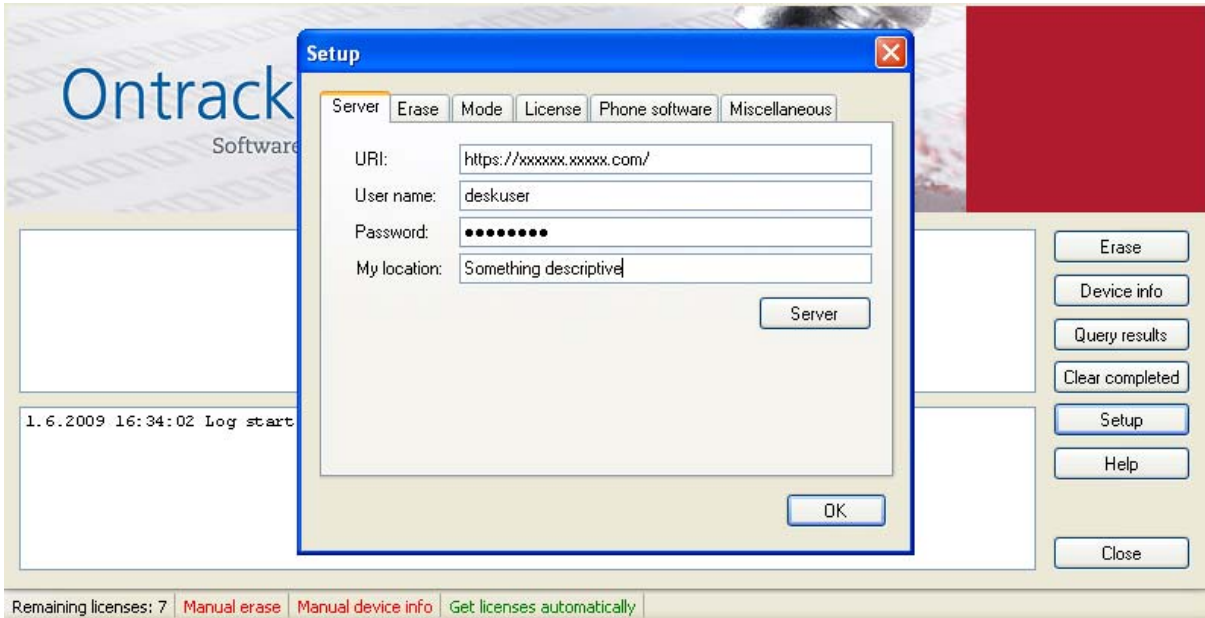 Ontrack
Software
Setup
Server Erase Mode License Phone software Miscellaneous
URI: https://xxxxxx.xxxxx.com/
User name: deskuser
Password: ●●●●●●●●
My location: Something descriptive
Server
OK
1.6.2009 16:34:02 Log start
Erase
Device info
Query results
Clear completed
Setup
Help
Close
Remaining licenses: 7 Manual erase Manual device info Get licenses automatically